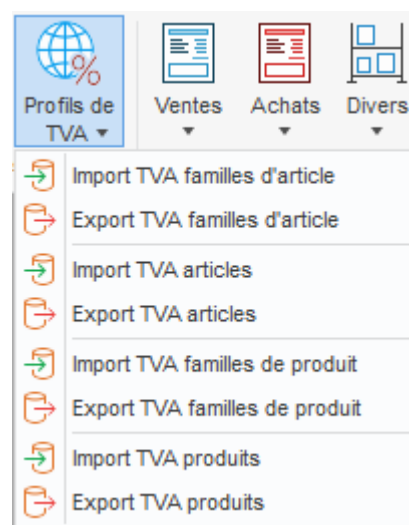 %
Profils de
TVA
Ventes
Achats
Divers
Import TVA familles d'article
Export TVA familles d'article
Import TVA articles
Export TVA articles
Import TVA familles de produit
Export TVA familles de produit
Import TVA produits
Export TVA produits